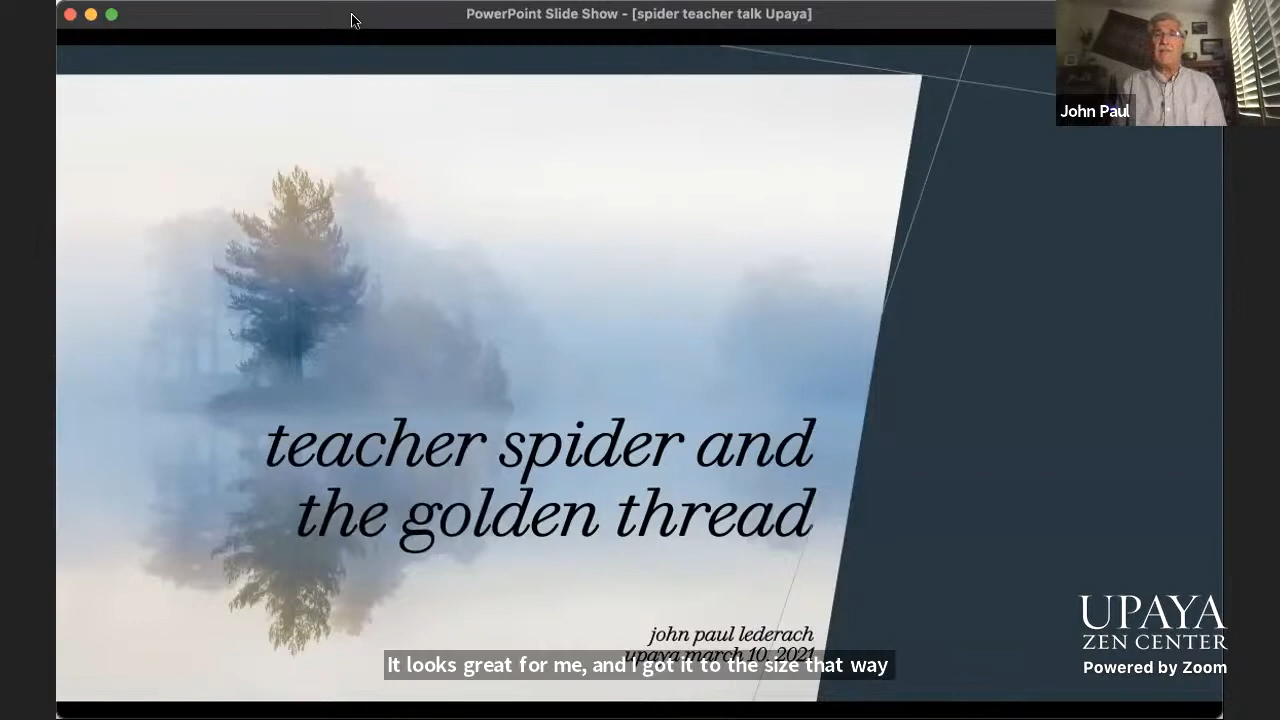 PowerPoint Slide Show - [spider teacher talk Upaya]
John Paul
teacher spider and
the golden thread
john paul lederach
upaya march 10, 2021
It looks great for me, and I got it to the size that way
UPAYA
ZEN CENTER
Powered by Zoom